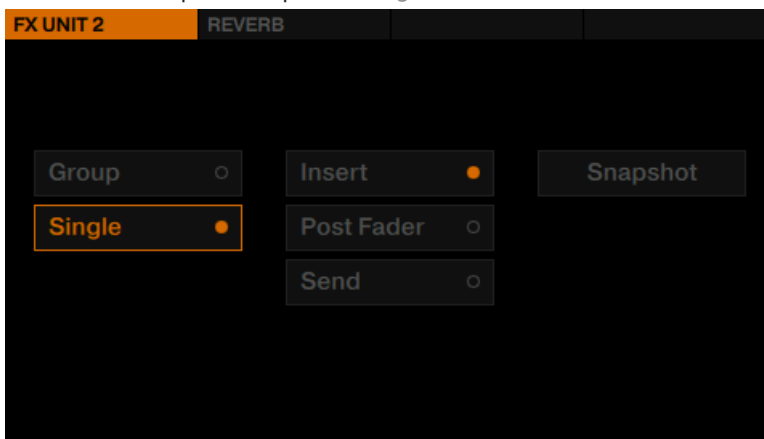 FX UNIT 2
REVERB
Group
Insert
Snapshot
Single
Post Fader
Send